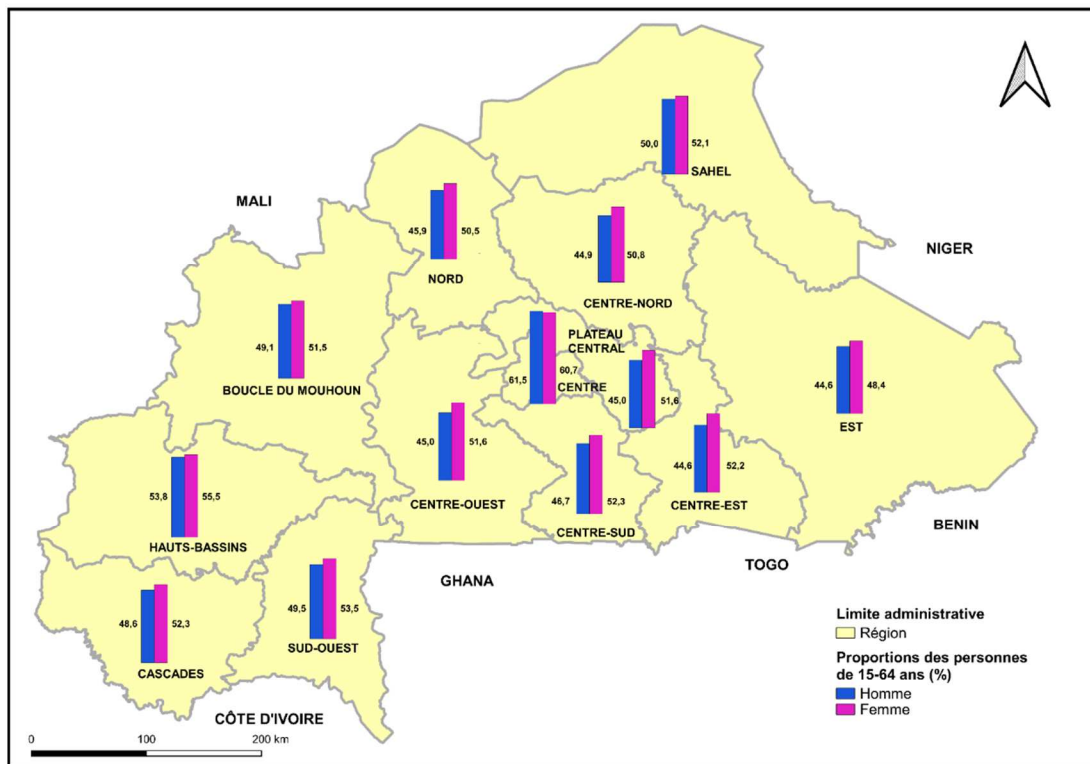 50,0
52,1
SAHEL
MALI
45,9
50,5
NORD
44,9
50,8
NIGER
CENTRE-NORD
PLATEAU
CENTRAL
49,1
51,5
BOUCLE DU MOUHOUN
61,5
60,7
CENTRE
45,0
51,6
44,6
48,4
EST
45,0
51,6
CENTRE-OUEST
46,7
52,3
CENTRE-SUD
44,6
52,2
CENTRE-EST
53,8
55,5
HAUTS-BASSINS
BENIN
TOGO
GHANA
48,6
52,3
CASCADES
49,5
53,5
SUD-OUEST
CÔTE D'IVOIRE
Limite administrative
Région
Proportions des personnes
de 15-64 ans (%)
Homme
Femme
0
100
200 km